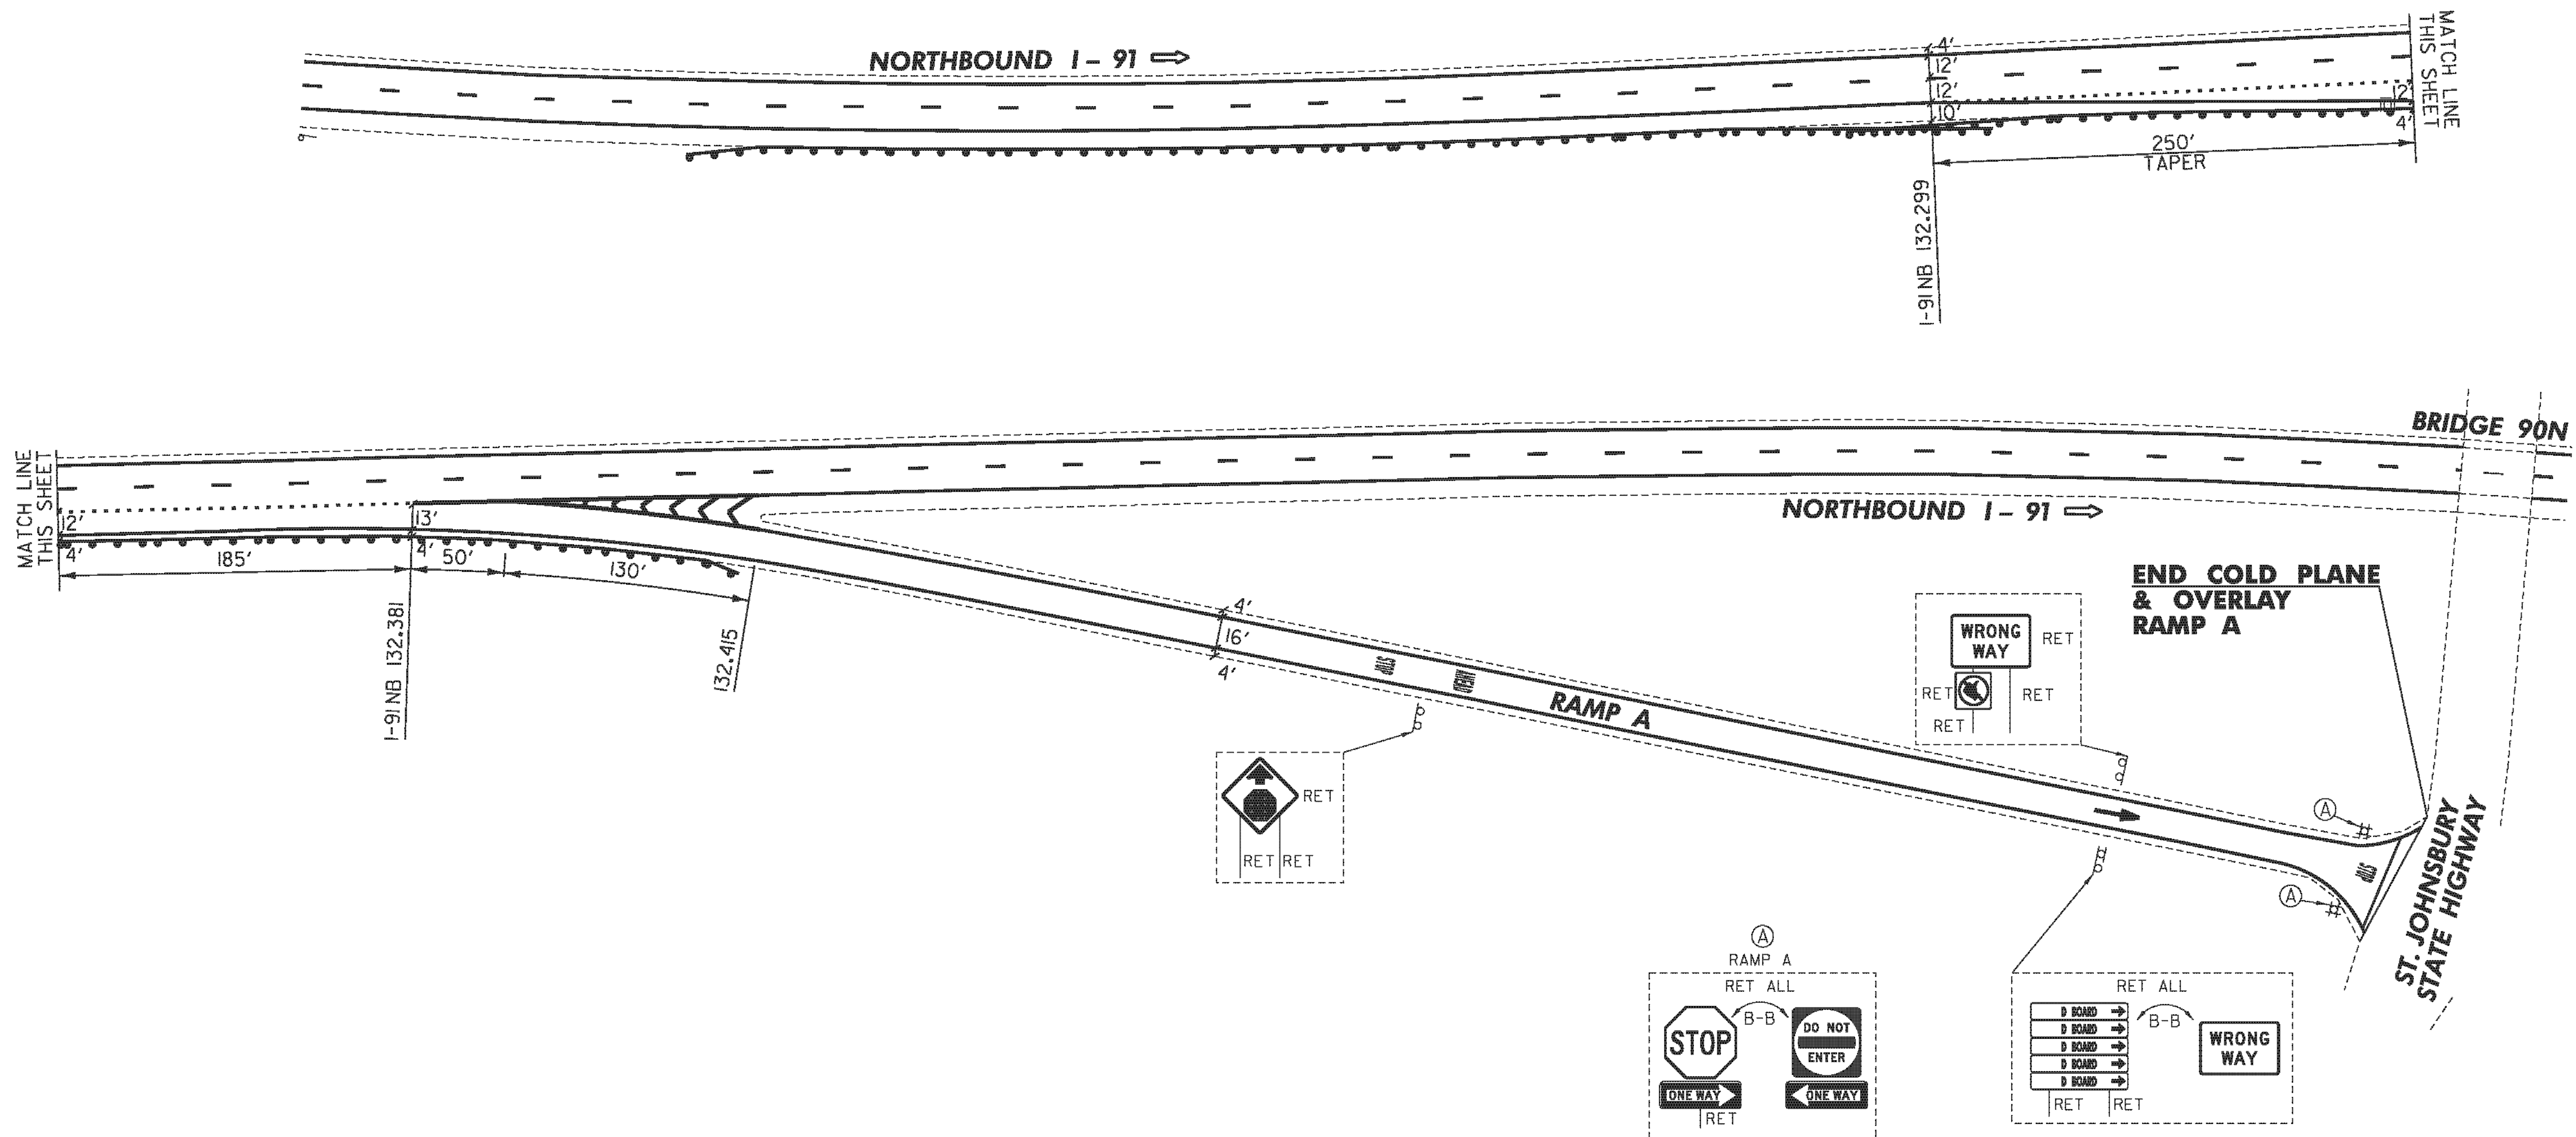 NORTHBOUND I-91
4'
12'
12'
10'
12'
4'
MATCH LINE
THIS SHEET
250'
TAPER
I-91 NB 132.299
BRIDGE 90N
MATCH LINE
THIS SHEET
12'
4'
13'
4'
185'
50'
130'
I-91 NB 132.381
132.415
NORTHBOUND I-91
END COLD PLANE
& OVERLAY
RAMP A
4'
16'
4'
RAMP A
WRONG
WAY
RET
RET
RET
RET
RET
RET RET
A
A
ST. JOHNSBURY
STATE HIGHWAY
A
RAMP A
RET ALL
B-B
STOP
DO NOT
ENTER
ONE WAY
ONE WAY
RET
RET ALL
D BOARD
D BOARD
D BOARD
D BOARD
D BOARD
B-B
WRONG
WAY
RET RET